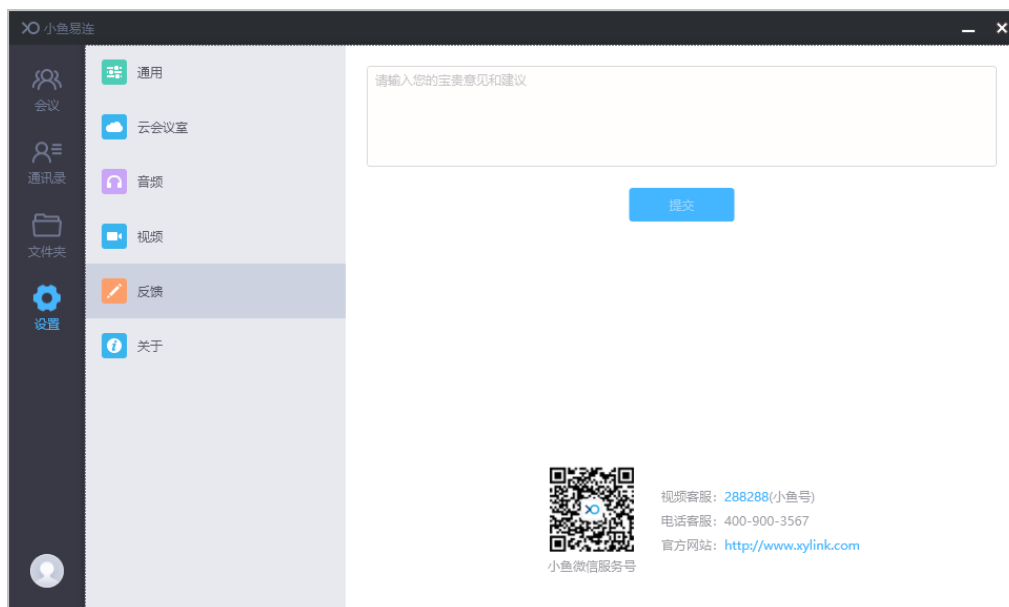 小鱼易连
会议
通讯录
文件夹
设置
通用
云会议室
音频
视频
反馈
关于
请输入您的宝贵意见和建议
提交
小鱼微信服务号
视频客服：288288(小鱼号)
电话客服：400-900-3567
官方网站：http://www.xylink.com